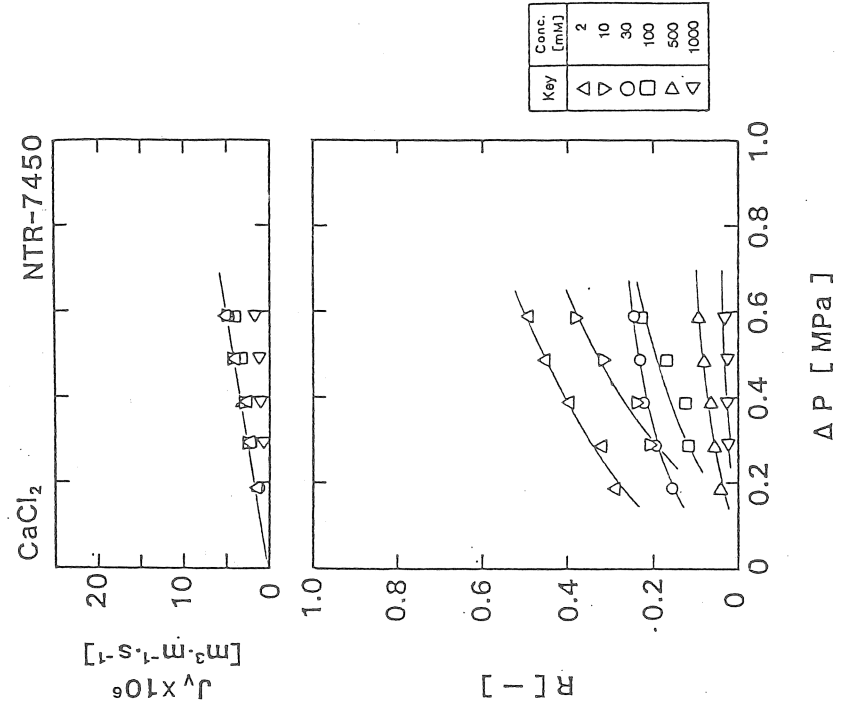 CaCl₂ NTR-7450
Jᵥ X10⁶
[m³·m⁻¹·s⁻¹]
20
10
0
R [-]
1.0
0.8
0.6
0.4
0.2
0
0 0.2 0.4 0.6 0.8 1.0
ΔP [MPa]
Key Conc. [mM]
△ 2
▽ 10
○ 30
□ 100
△ 500
▽ 1000